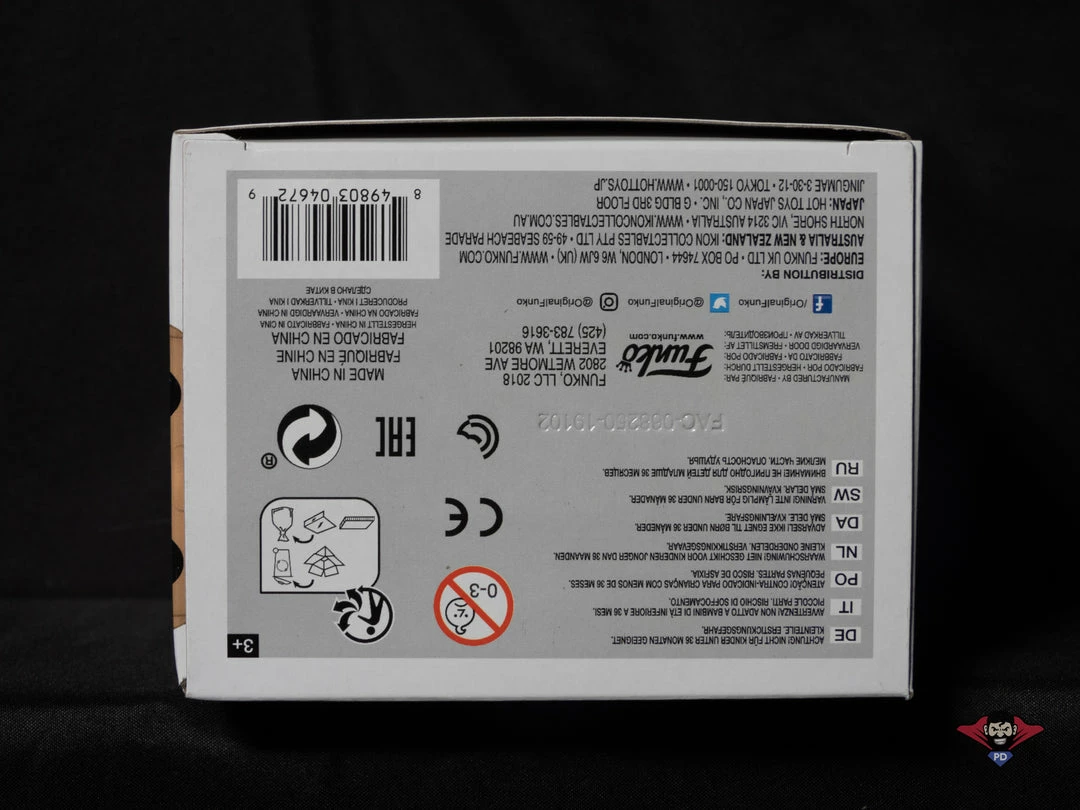 DE
ACHTUNG! NICHT FÜR KINDER UNTER 36 MONATEN GEEIGNET.
KLEINTEILE. ERSTICKUNGSGEFAHR.
IT
AVVERTENZA! NON ADATTO A BAMBINI DI ETÀ INFERIORE A 36 MESI.
PICCOLE PARTI. RISCHIO DI SOFFOCAMENTO.
PO
ATENÇÃO! CONTRA-INDICADO PARA CRIANÇAS COM MENOS DE 36 MESES.
PEQUENAS PARTES. RISCO DE ASFIXIA.
NL
WAARSCHUWING! NIET GESCHIKT VOOR KINDEREN JONGER DAN 36 MAANDEN.
KLEINE ONDERDELEN. VERSTIKKINGSGEVAAR.
DA
ADVARSEL! IKKE EGNET TIL BØRN UNDER 36 MÅNEDER.
SMÅ DELE. KVÆLNINGSFARE.
SW
VARNING! INTE LÄMPLIG FÖR BARN UNDER 36 MÅNADER.
SMÅ DELAR. KVÄVNINGSRISK.
RU
ВНИМАНИЕ! НЕ ПРИГОДНО ДЛЯ ДЕТЕЙ МЛАДШЕ 36 МЕСЯЦЕВ.
МЕЛКИЕ ЧАСТИ. ОПАСНОСТЬ УДУШЬЯ.
0-3
3+
CE
EAC
®
FAC-068250-19102
MANUFACTURED BY • FABRIQUÉ PAR:
FABRICADO POR • HERGESTELLT DURCH:
FABBRICATO DA • FABRICADO POR:
VERVAARDIGD DOOR • FREMSILLET AF:
TILLVERKAD AV • ПРОИЗВОДИТЕЛЬ:
Funko
www.funko.com
FUNKO, LLC 2018
2802 WETMORE AVE
EVERETT, WA 98201
(425) 783-3616
MADE IN CHINA
FABRIQUÉ EN CHINE
FABRICADO EN CHINA
HERGESTELLT IN CHINA • FABBRICATO IN CINA
FABRICADO NA CHINA • VERVAARDIGD IN CHINA
PRODUCERET I KINA • TILLVERKAD I KINA
СДЕЛАНО В КИТАЕ
/OriginalFunko
@OriginalFunko
@OriginalFunko
DISTRIBUTION BY:
EUROPE: FUNKO UK LTD • PO BOX 74644 • LONDON, W6 6JW (UK) • WWW.FUNKO.COM
AUSTRALIA & NEW ZEALAND: IKON COLLECTABLES PTY LTD • 49-59 SEABEACH PARADE
NORTH SHORE, VIC 3214 AUSTRALIA • WWW.IKONCOLLECTABLES.COM.AU
JAPAN: HOT TOYS JAPAN CO., INC. • G BLDG 3RD FLOOR
JINGUMAE 3-30-12 • TOKYO 150-0001 • WWW.HOTTOYS.JP
8 49803 04672 9
PD